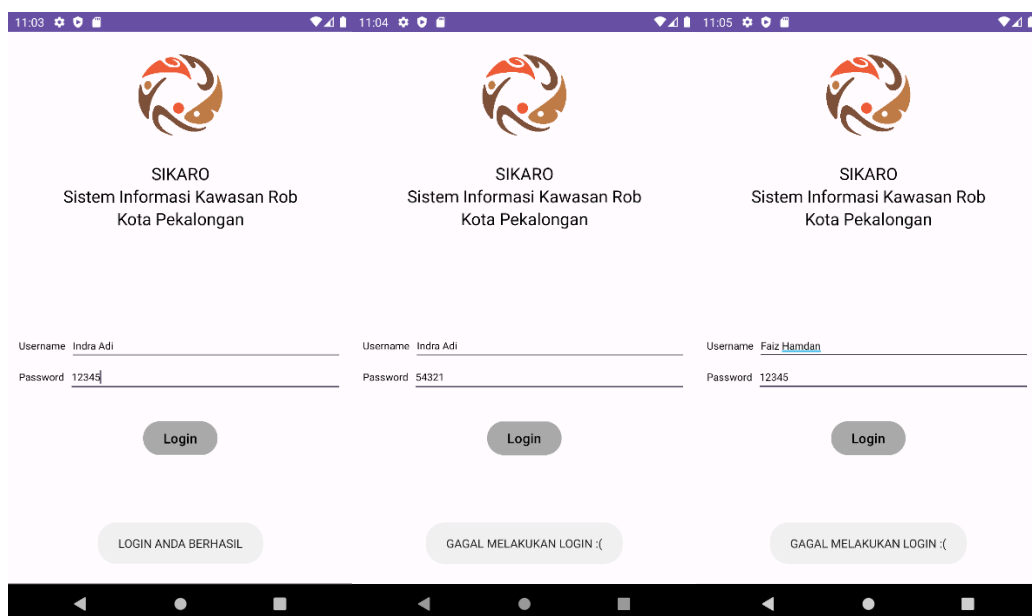 11:03
SIKARO
Sistem Informasi Kawasan Rob
Kota Pekalongan
Username Indra Adi
Password 12345
Login
LOGIN ANDA BERHASIL
11:04
SIKARO
Sistem Informasi Kawasan Rob
Kota Pekalongan
Username Indra Adi
Password 54321
Login
GAGAL MELAKUKAN LOGIN :(
11:05
SIKARO
Sistem Informasi Kawasan Rob
Kota Pekalongan
Username Faiz Hamdan
Password 12345
Login
GAGAL MELAKUKAN LOGIN :(